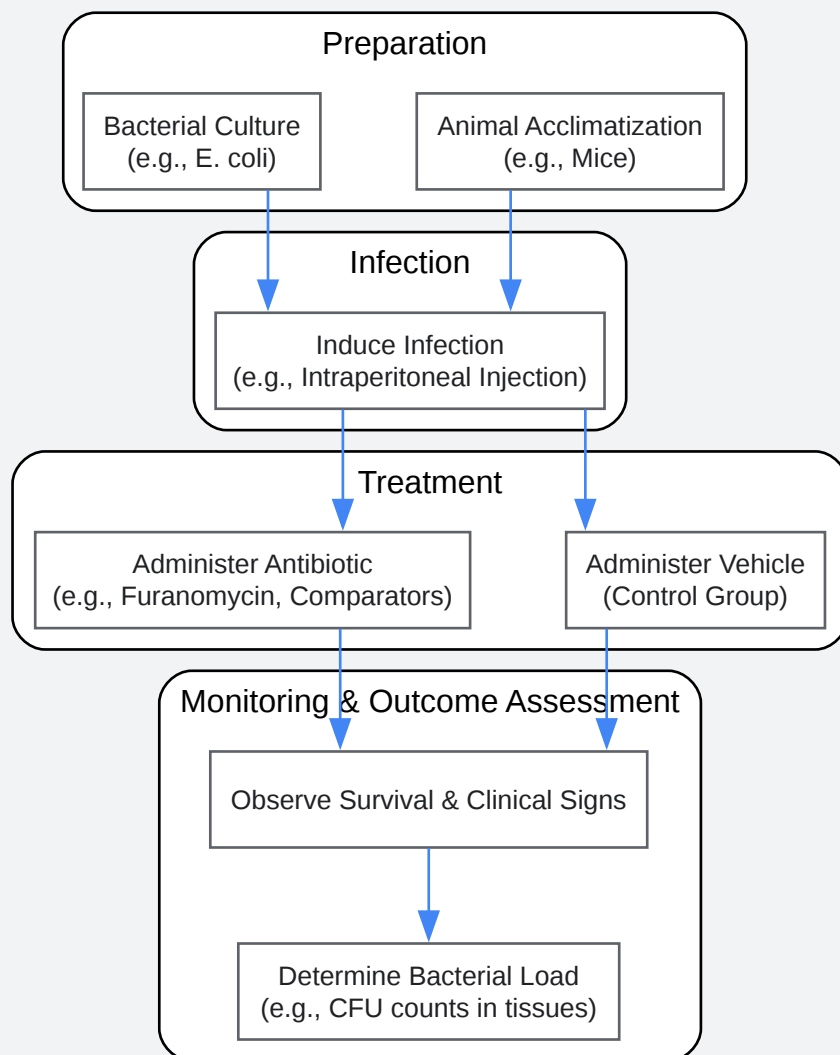 Preparation
Bacterial Culture
(e.g., E. coli)
Animal Acclimatization
(e.g., Mice)
Infection
Induce Infection
(e.g., Intraperitoneal Injection)
Treatment
Administer Antibiotic
(e.g., Furanomycin, Comparators)
Administer Vehicle
(Control Group)
Monitoring & Outcome Assessment
Observe Survival & Clinical Signs
Determine Bacterial Load
(e.g., CFU counts in tissues)